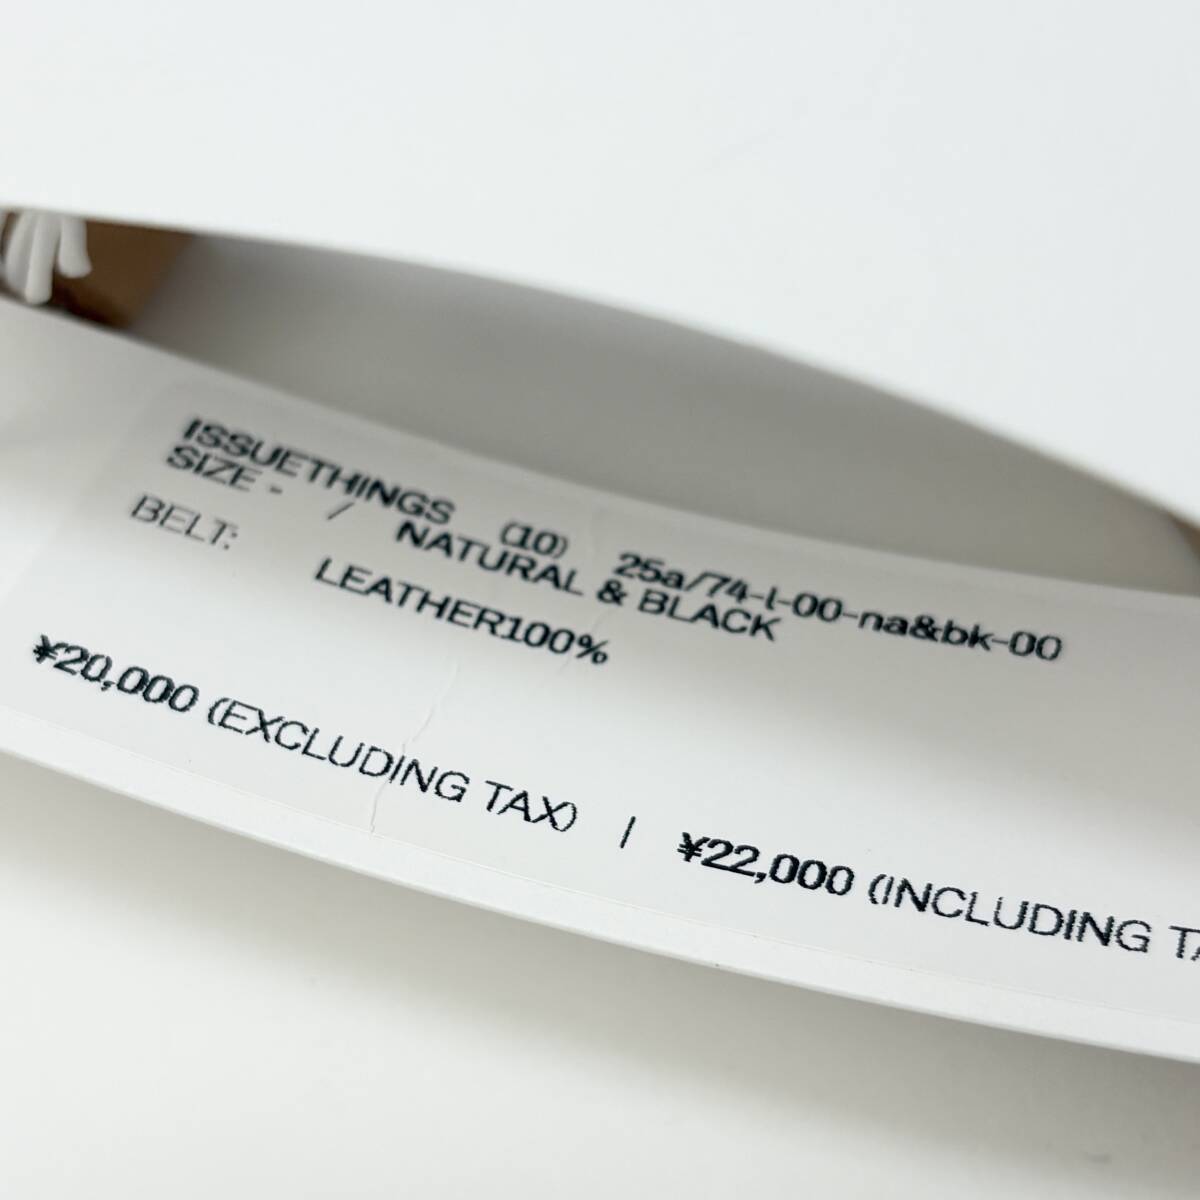 ISSUETHINGS (10) 25a/74-l-00-na&bk-00
SIZE - / NATURAL & BLACK
BELT: LEATHER100%
¥20,000 (EXCLUDING TAX) / ¥22,000 (INCLUDING TA